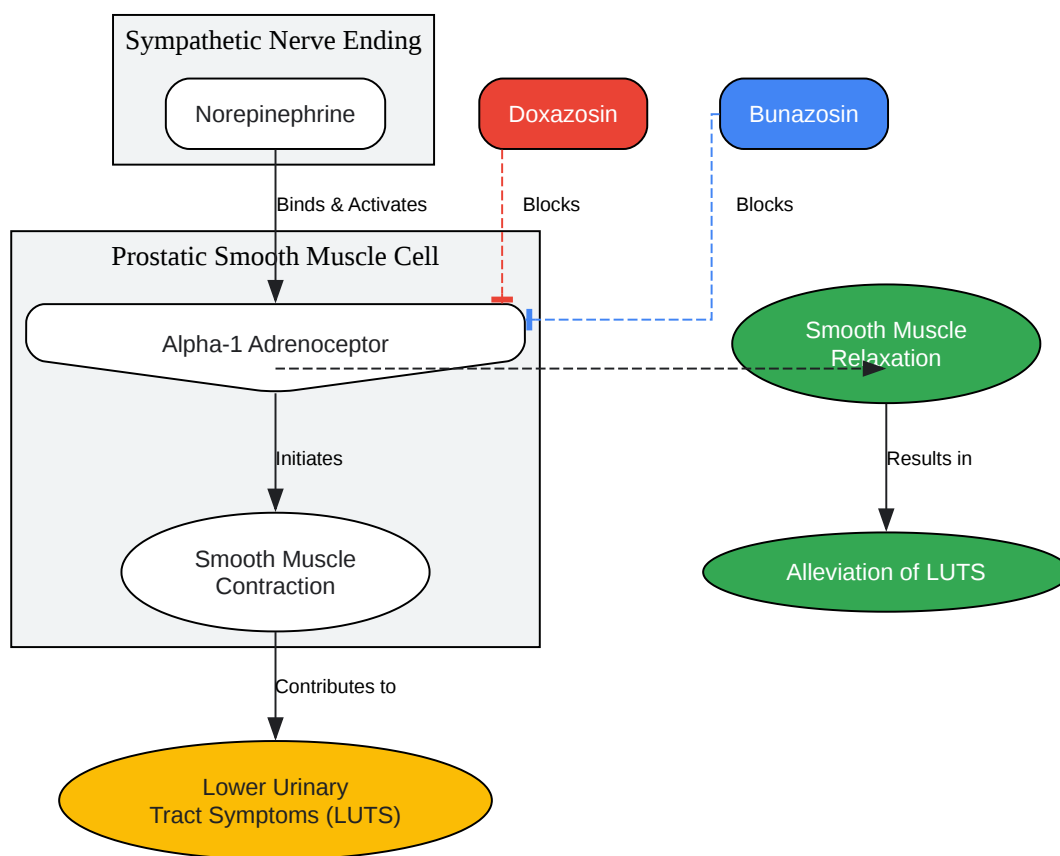 Sympathetic Nerve Ending
Norepinephrine
Doxazosin
Bunazosin
Binds & Activates
Blocks
Blocks
Prostatic Smooth Muscle Cell
Alpha-1 Adrenoceptor
Smooth Muscle
Relaxation
Initiates
Results in
Smooth Muscle
Contraction
Alleviation of LUTS
Contributes to
Lower Urinary
Tract Symptoms (LUTS)